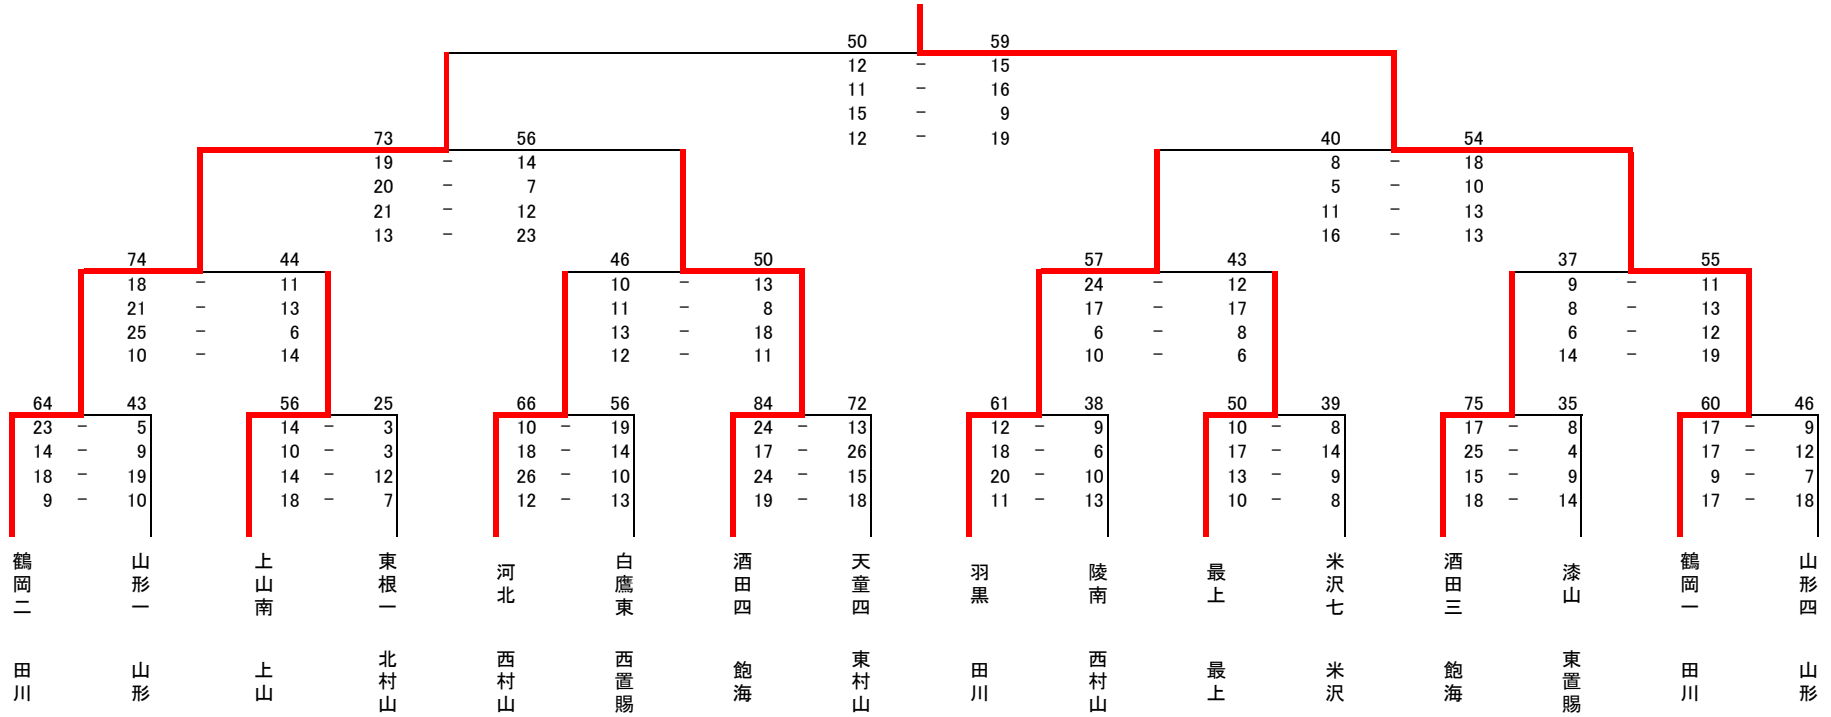 50 59
12 - 15
11 - 16
15 - 9
12 - 19
73 56 40 54
19 - 14 8 - 18
20 - 7 5 - 10
21 - 12 11 - 13
13 - 23 16 - 13
74 44 46 50 57 43 37 55
18 - 11 10 - 13 24 - 12 9 - 11
21 - 13 11 - 8 17 - 17 8 - 13
25 - 6 13 - 18 6 - 8 6 - 12
10 - 14 12 - 11 10 - 6 14 - 19
64 43 56 25 66 56 84 72 61 38 50 39 75 35 60 46
23 - 5 14 - 3 10 - 19 24 - 13 12 - 9 10 - 8 17 - 8 17 - 9
14 - 9 10 - 3 18 - 14 17 - 26 18 - 6 17 - 14 25 - 4 17 - 12
18 - 19 14 - 12 26 - 10 24 - 15 20 - 10 13 - 9 15 - 9 9 - 7
9 - 10 18 - 7 12 - 13 19 - 18 11 - 13 10 - 8 18 - 14 17 - 18
鶴岡二
山形一
上山南
東根一
河北
白鷹東
酒田四
天童四
羽黒
陵南
最上
米沢七
酒田三
漆山
鶴岡一
山形四
田川
山形
上山
北村山
西村山
西置賜
飽海
東村山
田川
西村山
最上
米沢
飽海
東置賜
田川
山形